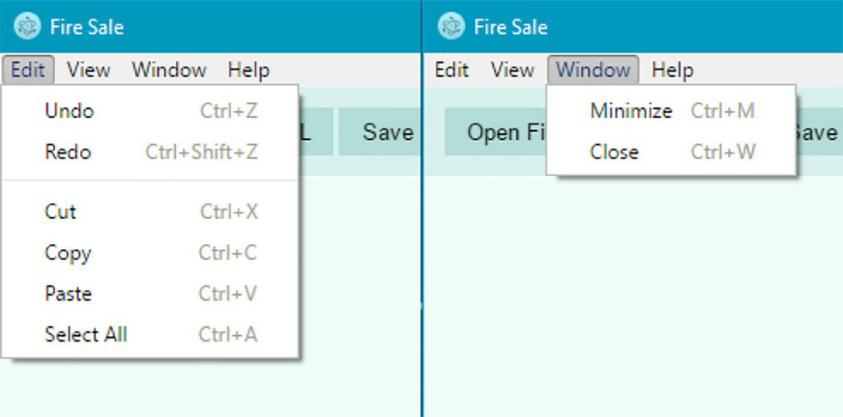 Fire Sale
Edit View Window Help
Undo Ctrl+Z
Redo Ctrl+Shift+Z
Cut Ctrl+X
Copy Ctrl+C
Paste Ctrl+V
Select All Ctrl+A
L Save
Fire Sale
Edit View Window Help
Minimize Ctrl+M
Close Ctrl+W
Open Fi Save